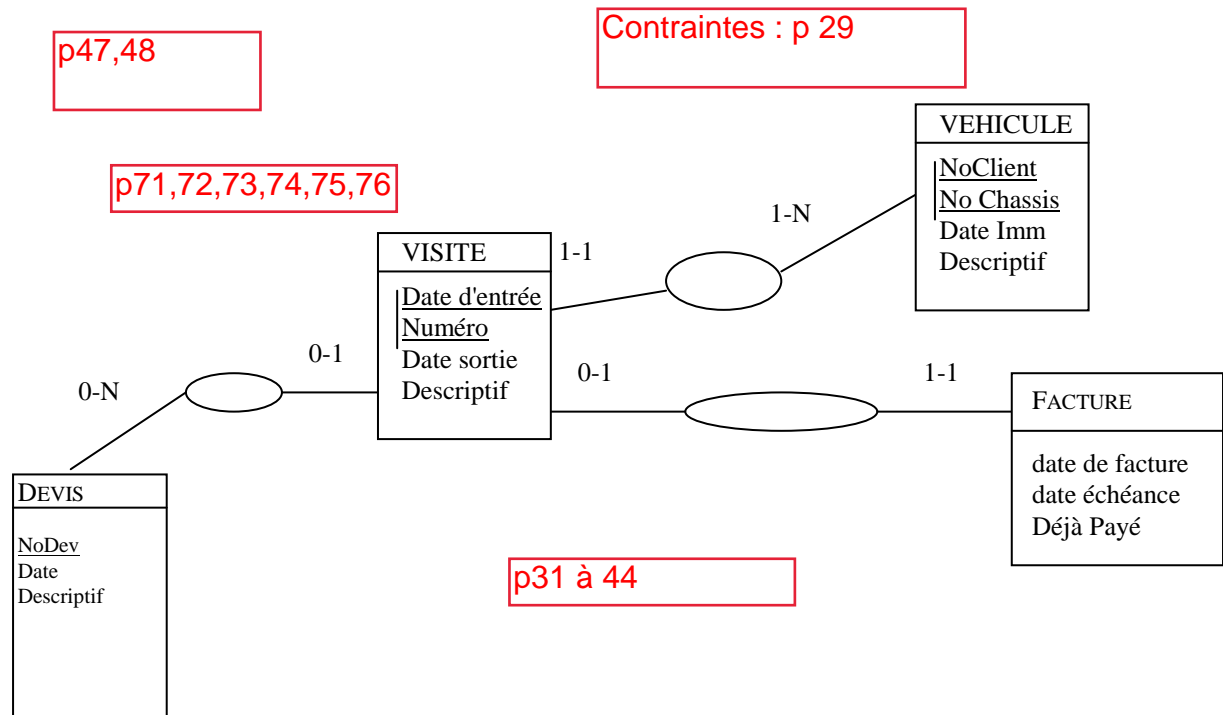 p47,48
Contraintes : p 29
p71,72,73,74,75,76
VEHICULE
NoClient
No Chassis
Date Imm
Descriptif
1-N
VISITE
1-1
Date d'entrée
Numéro
Date sortie
Descriptif
0-1
0-N
0-1
1-1
FACTURE
date de facture
date échéance
Déjà Payé
DEVIS
NoDev
Date
Descriptif
p31 à 44